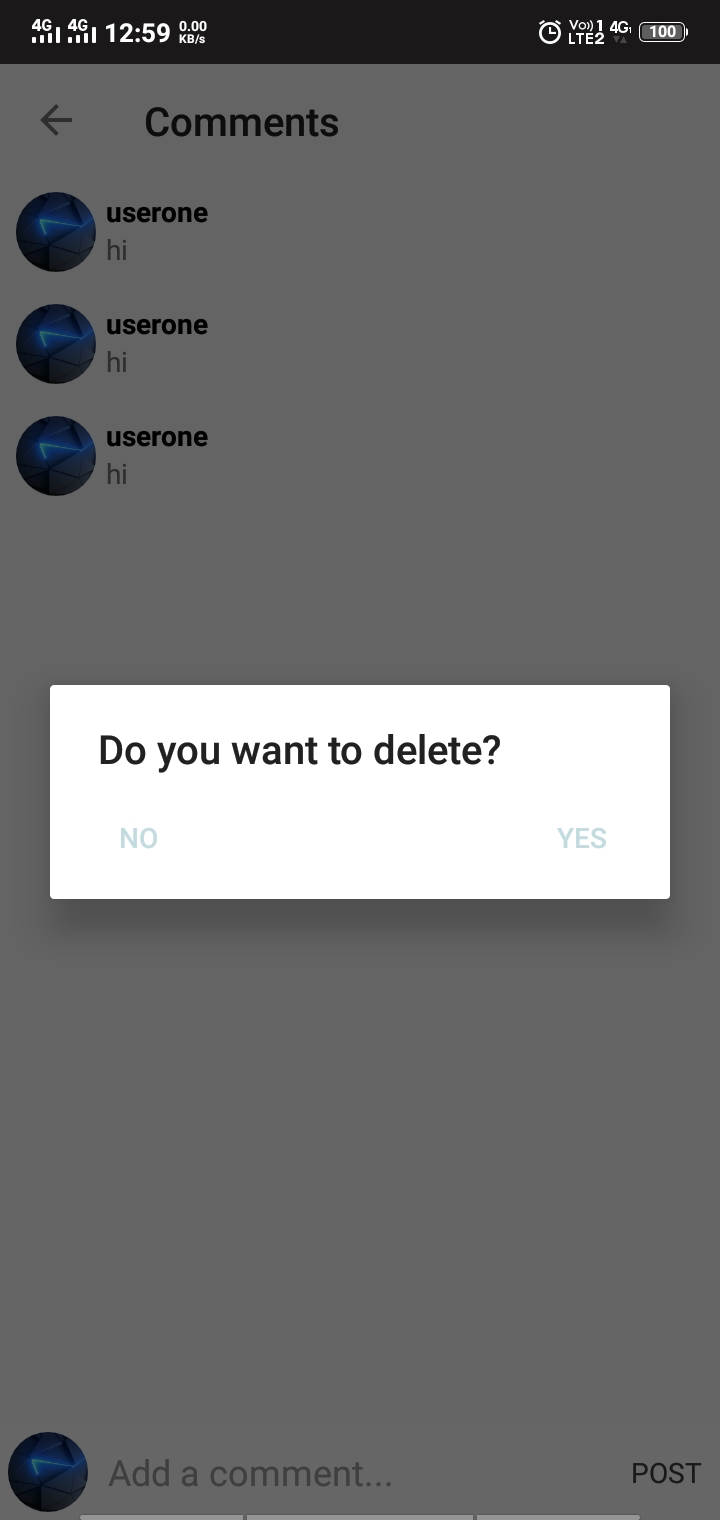 4G 4G 12:59 0.00 KB/s Vo)) 1 LTE2 4G 100
Comments
userone
hi
userone
hi
userone
hi
Do you want to delete?
NO YES
Add a comment... POST